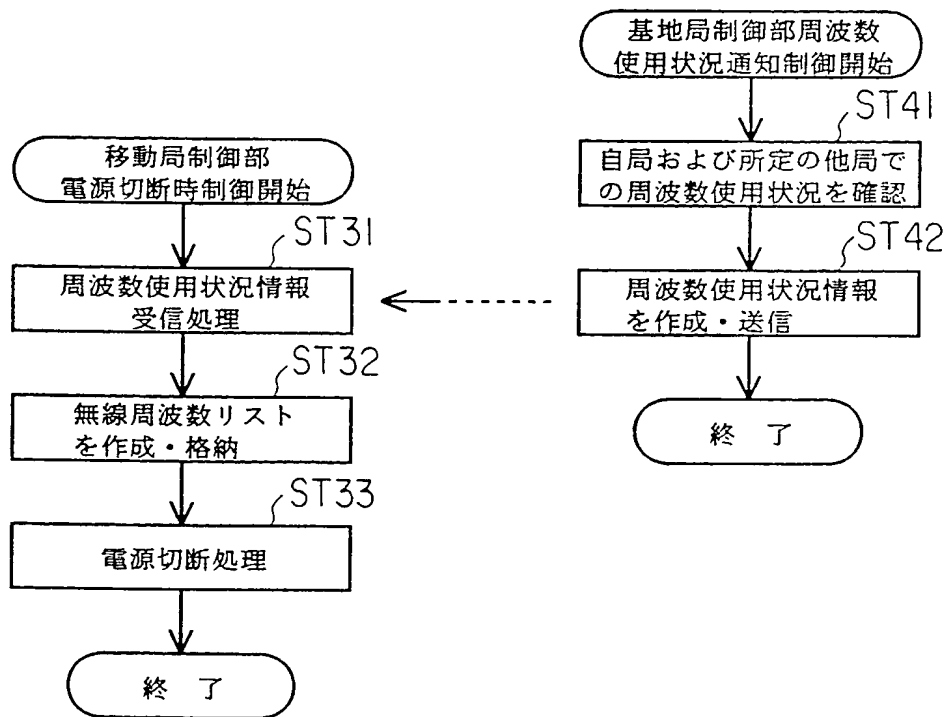 移動局制御部
電源切断時制御開始
ST31
周波数使用状況情報
受信処理
ST32
無線周波数リスト
を作成・格納
ST33
電源切断処理
終 了
基地局制御部周波数
使用状況通知制御開始
ST41
自局および所定の他局で
の周波数使用状況を確認
ST42
周波数使用状況情報
を作成・送信
終 了